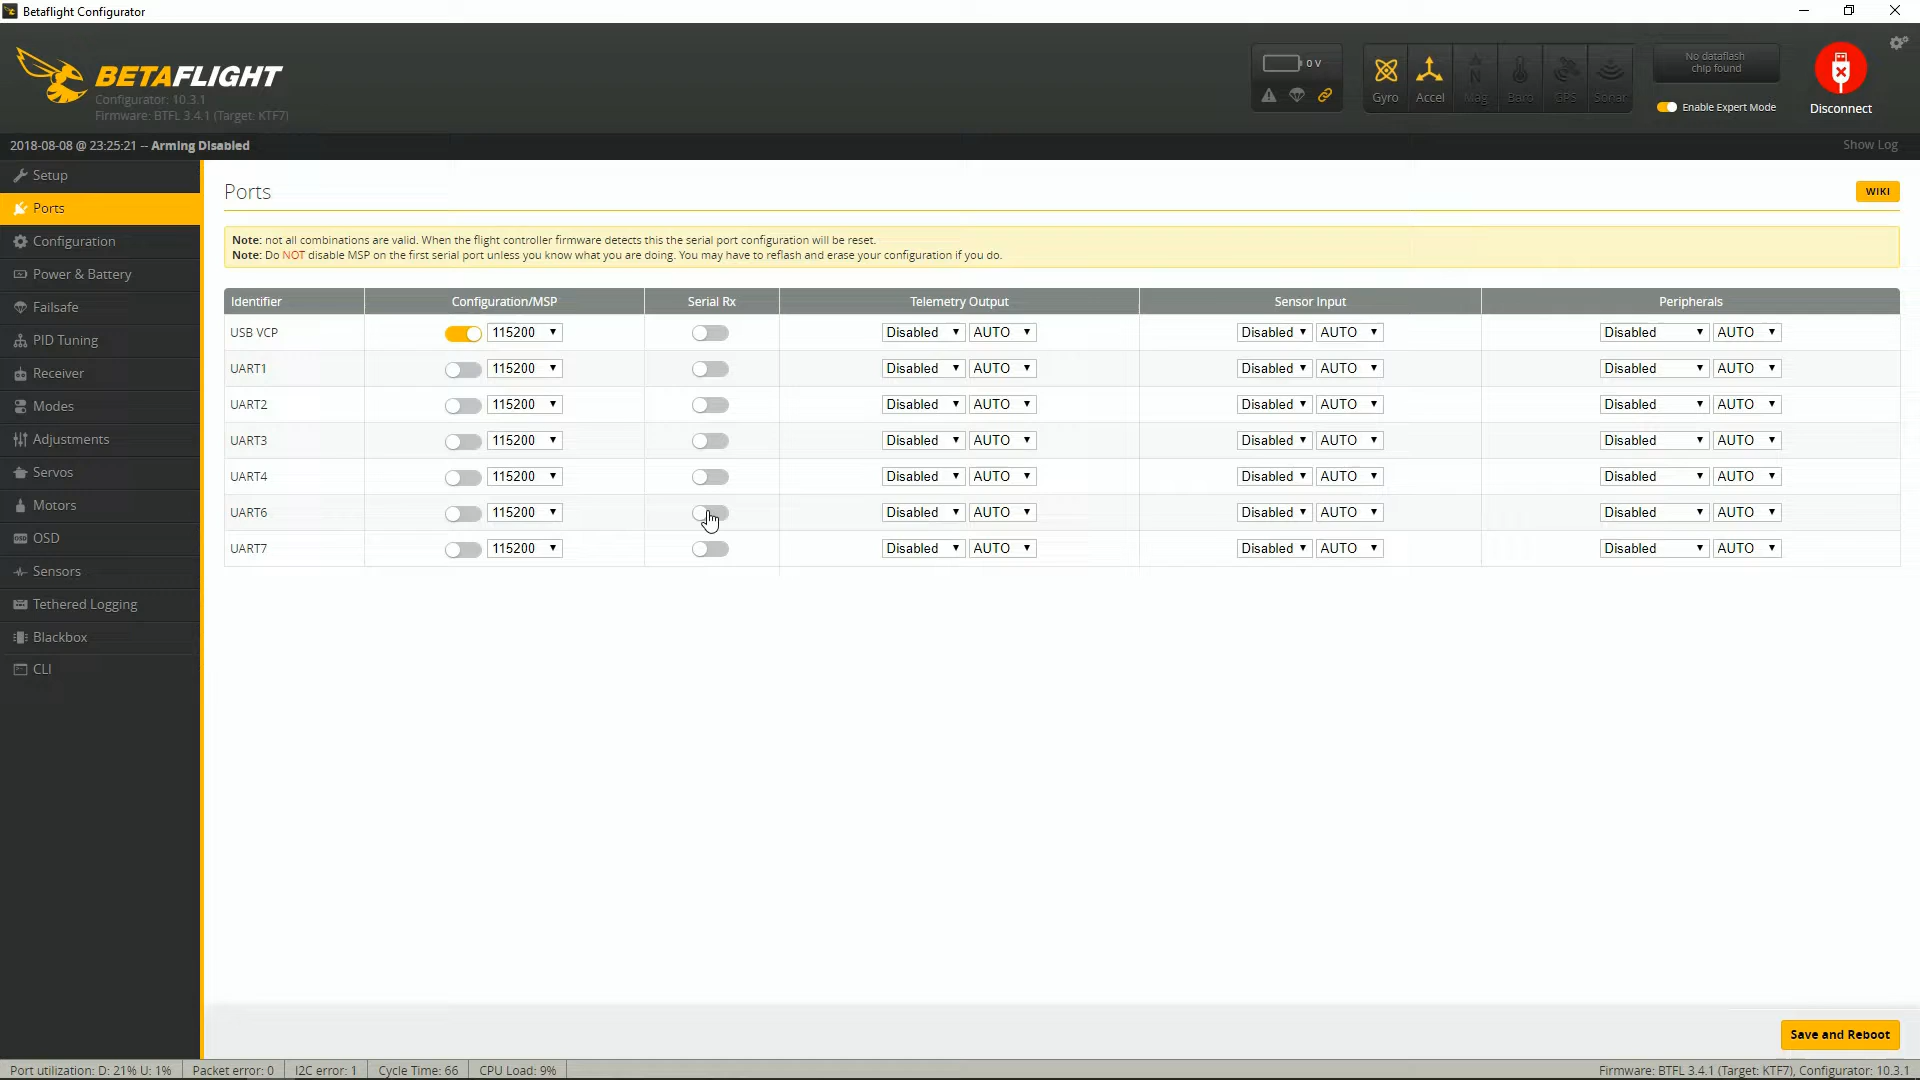 Betaflight Configurator
BETAFLIGHT
Configurator: 10.3.1
Firmware: BTFL 3.4.1 (Target: KTF7)
0 V
Gyro Accel Mag Baro GPS Sonar
No dataflash
chip found
Enable Expert Mode
Disconnect
2018-08-08 @ 23:25:21 -- Arming Disabled
Show Log
Setup
Ports
Configuration
Power & Battery
Failsafe
PID Tuning
Receiver
Modes
Adjustments
Servos
Motors
OSD
Sensors
Tethered Logging
Blackbox
CLI
Ports
WIKI
Note: not all combinations are valid. When the flight controller firmware detects this the serial port configuration will be reset.
Note: Do NOT disable MSP on the first serial port unless you know what you are doing. You may have to reflash and erase your configuration if you do.
Identifier Configuration/MSP Serial Rx Telemetry Output Sensor Input Peripherals
USB VCP 115200 Disabled AUTO Disabled AUTO Disabled AUTO
UART1 115200 Disabled AUTO Disabled AUTO Disabled AUTO
UART2 115200 Disabled AUTO Disabled AUTO Disabled AUTO
UART3 115200 Disabled AUTO Disabled AUTO Disabled AUTO
UART4 115200 Disabled AUTO Disabled AUTO Disabled AUTO
UART6 115200 Disabled AUTO Disabled AUTO Disabled AUTO
UART7 115200 Disabled AUTO Disabled AUTO Disabled AUTO
Save and Reboot
Port utilization: D: 21% U: 1% Packet error: 0 I2C error: 1 Cycle Time: 66 CPU Load: 9% Firmware: BTFL 3.4.1 (Target: KTF7), Configurator: 10.3.1